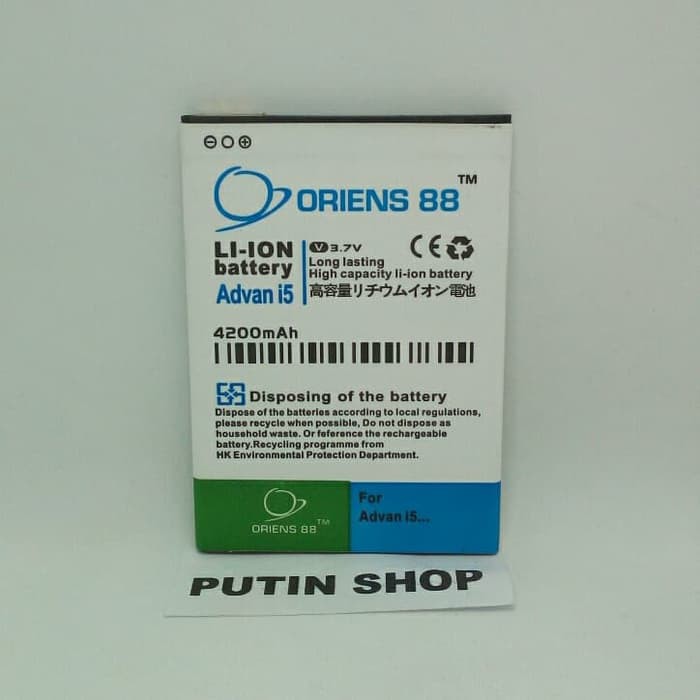 ORIENS 88™
LI-ION
battery
Advan i5
V 3.7V
Long lasting
High capacity li-ion battery
高容量リチウムイオン電池
4200mAh
Disposing of the battery
Dispose of the batteries according to local regulations,
please recycle when possible, Do not dispose as
household waste. Or reference the rechargeable
battery.Recycling programme from
HK Environmental Protection Department.
ORIENS 88™
For
Advan i5...
PUTIN SHOP